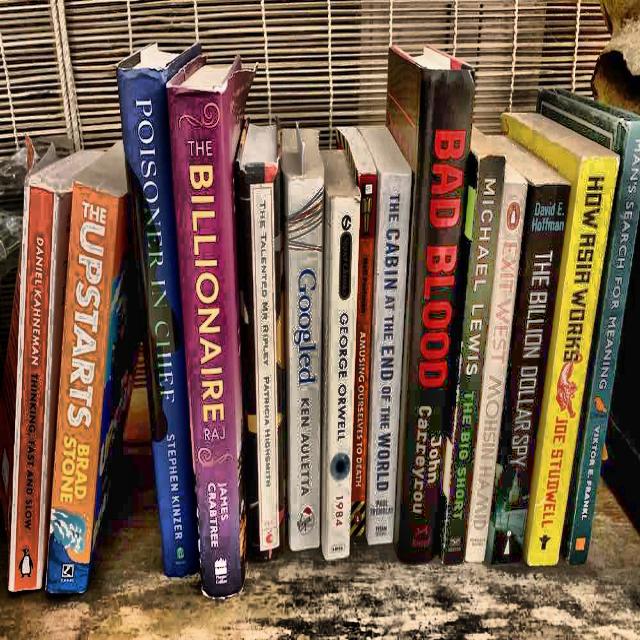 DANIEL KAHNEMAN THINKING, FAST AND SLOW
THE UPSTARTS BRAD STONE
POISONER IN CHIEF STEPHEN KINZER
THE BILLIONAIRE RAJ JAMES CRABTREE
THE TALENTED MR RIPLEY PATRICIA HIGHSMITH
Googled KEN AULETTA
GEORGE ORWELL 1984
AMUSING OURSELVES TO DEATH
THE CABIN AT THE END OF THE WORLD
BAD BLOOD John Carreyrou
MICHAEL LEWIS THE BIG SHORT
EXIT WEST MOHSIN HAMID
David E. Hoffman THE BILLION DOLLAR SPY
HOW ASIA WORKS JOE STUDWELL
MAN'S SEARCH FOR MEANING VIKTOR E. FRANKL